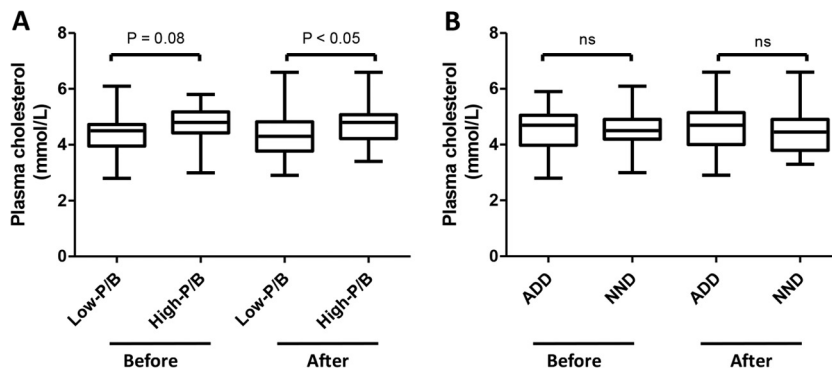 A
Plasma cholesterol
(mmol/L)
8
6
4
2
0
P = 0.08
P < 0.05
Low-P/B
High-P/B
Low-P/B
High-P/B
Before
After
B
Plasma cholesterol
(mmol/L)
8
6
4
2
0
ns
ns
ADD
NND
ADD
NND
Before
After